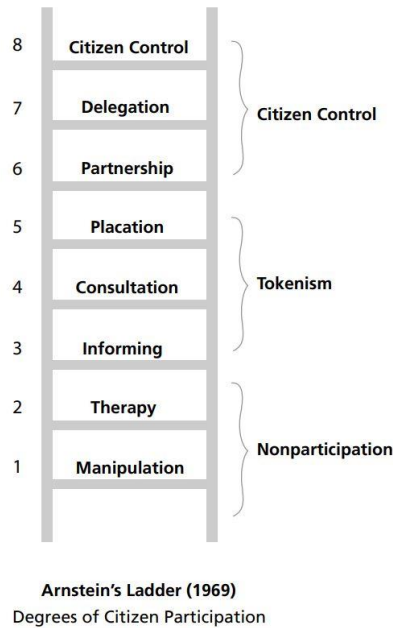 8 Citizen Control
7 Delegation
Citizen Control
6 Partnership
5 Placation
4 Consultation
Tokenism
3 Informing
2 Therapy
Nonparticipation
1 Manipulation
Arnstein's Ladder (1969)
Degrees of Citizen Participation